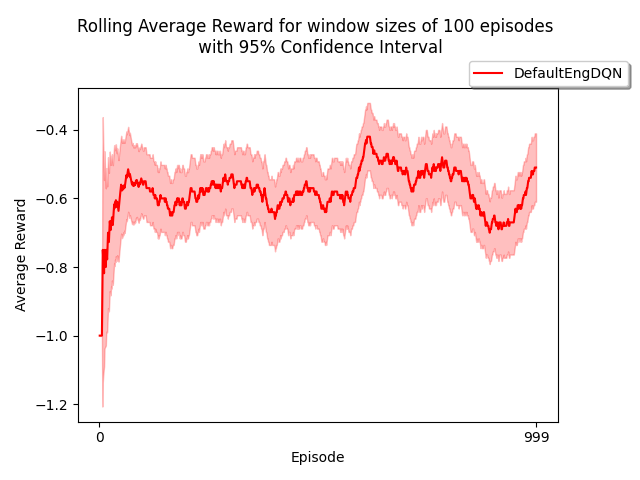 Rolling Average Reward for window sizes of 100 episodes
with 95% Confidence Interval
DefaultEngDQN
−0.4
−0.6
−0.8
−1.0
−1.2
Average Reward
0
999
Episode